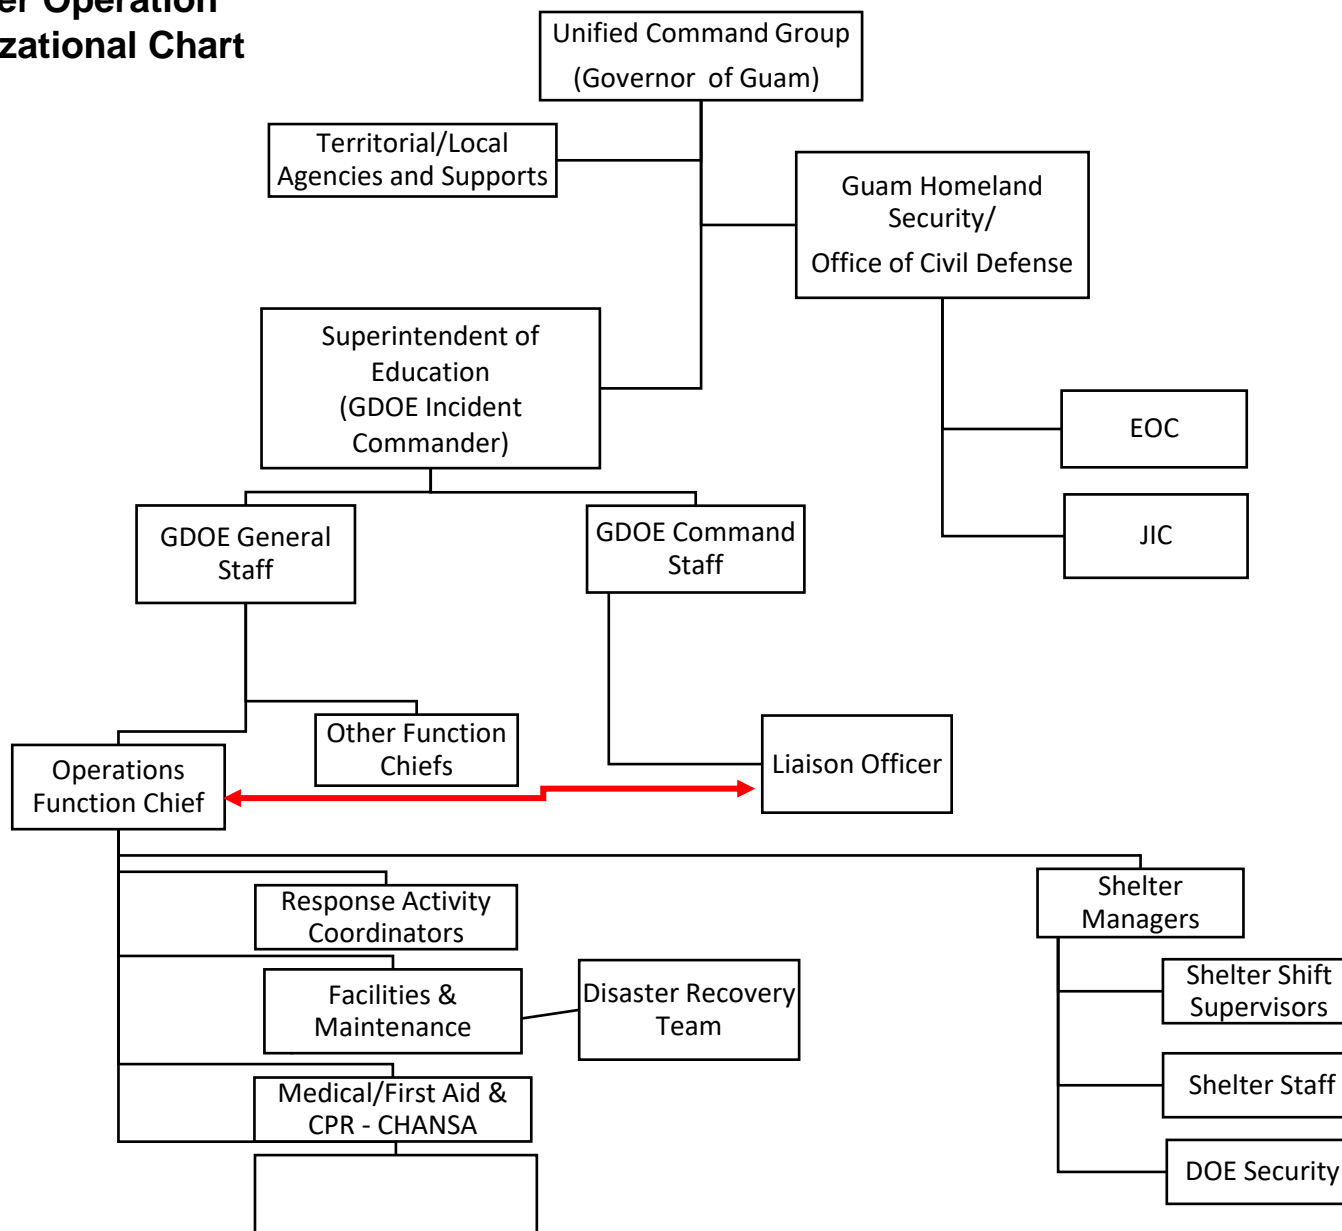 er Operation
zational Chart
Unified Command Group
(Governor of Guam)
Territorial/Local
Agencies and Supports
Guam Homeland
Security/
Office of Civil Defense
Superintendent of
Education
(GDOE Incident
Commander)
EOC
JIC
GDOE General
Staff
GDOE Command
Staff
Other Function
Chiefs
Operations
Function Chief
Liaison Officer
Response Activity
Coordinators
Shelter
Managers
Facilities &
Maintenance
Disaster Recovery
Team
Shelter Shift
Supervisors
Medical/First Aid &
CPR - CHANSA
Shelter Staff
DOE Security